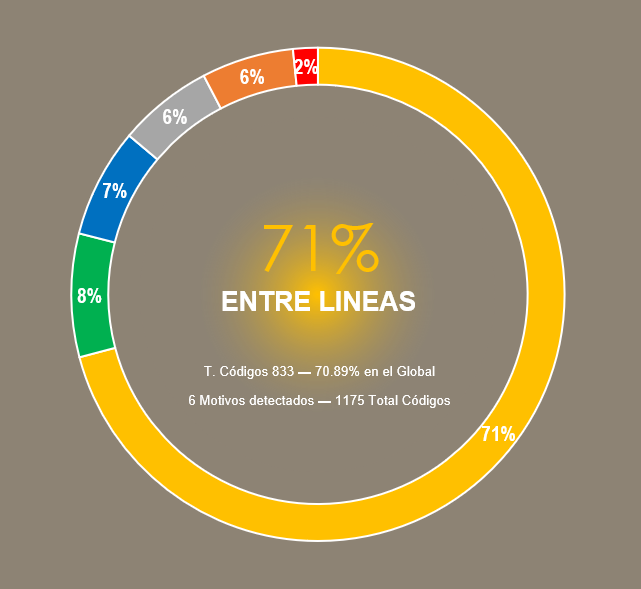 2%
6%
6%
7%
71%
8%
ENTRE LINEAS
T. Códigos 833 — 70.89% en el Global
6 Motivos detectados — 1175 Total Códigos
71%